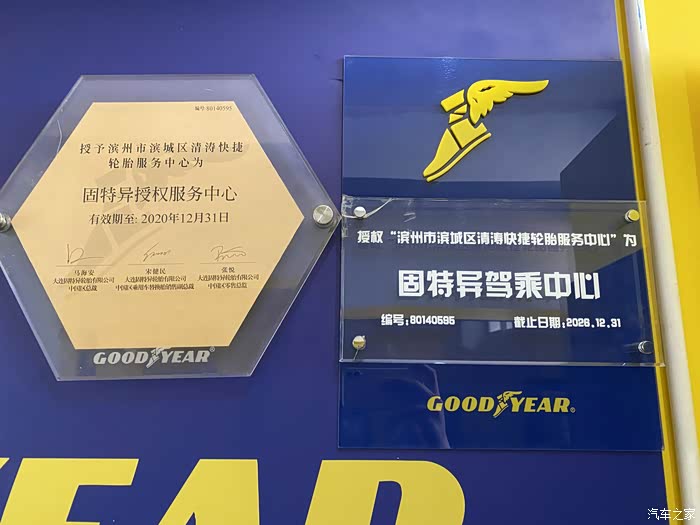 编号:80140595
授予滨州市滨城区清涛快捷
轮胎服务中心为
固特异授权服务中心
有效期至: 2020年12月31日
马海安
大连固特异轮胎有限公司
中国区总裁
宋健民
大连固特异轮胎有限公司
中国区乘用车替换胎销售副总裁
张悦
大连固特异轮胎有限公司
中国区零售总监
GOODYEAR
授权“滨州市滨城区清涛快捷轮胎服务中心”为
固特异驾乘中心
编号:80140595 截止日期:2026.12.31
GOODYEAR
YEAR
汽车之家